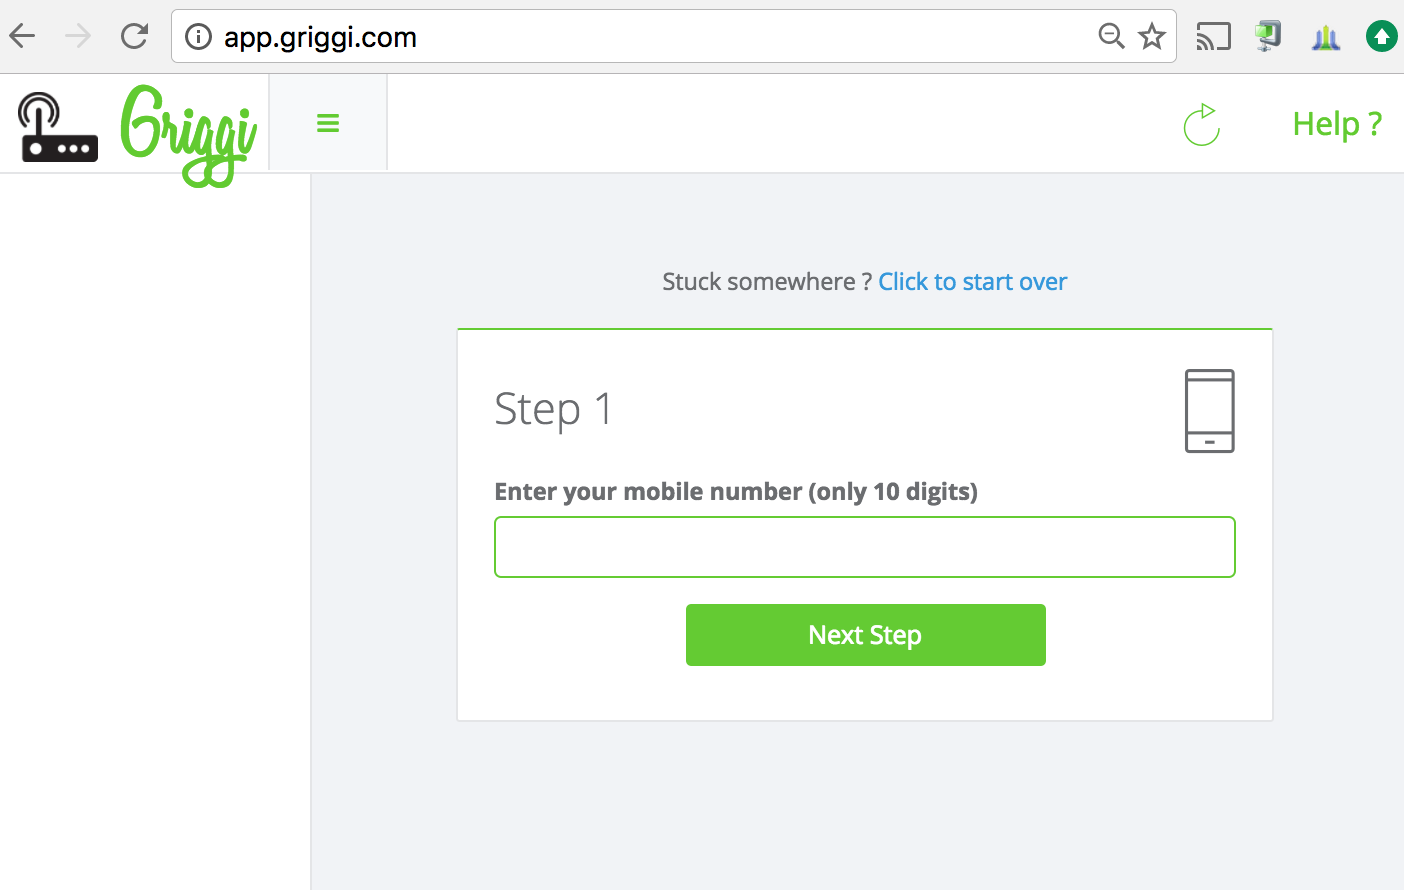 app.griggi.com
Griggi
Help ?
Stuck somewhere ? Click to start over
Step 1
Enter your mobile number (only 10 digits)
Next Step